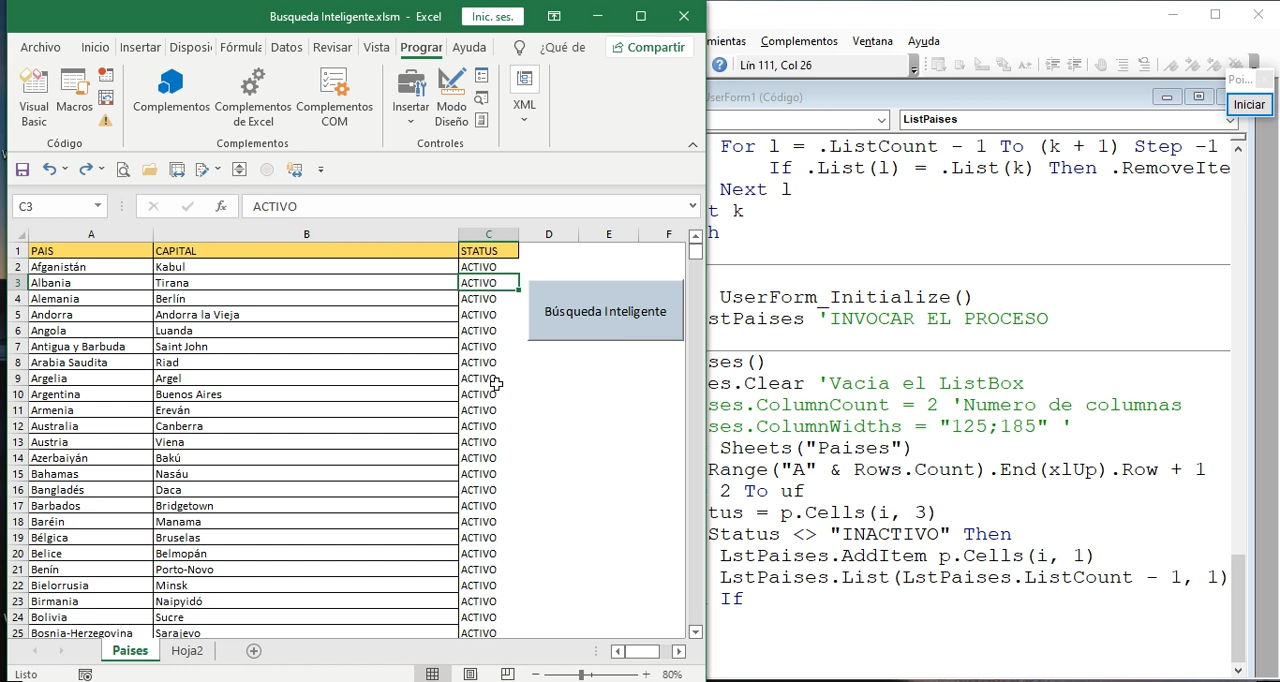 Busqueda Inteligente.xlsm - Excel
Inic. ses.
Archivo Inicio Insertar Disposi Fórmula Datos Revisar Vista Prograr Ayuda ¿Qué de Compartir
Visual Basic
Macros
Complementos
Complementos de Excel
Complementos COM
Insertar
Modo Diseño
XML
Código
Complementos
Controles
C3
fx
ACTIVO
A B C D E F
1 PAIS CAPITAL STATUS
2 Afganistán Kabul ACTIVO
3 Albania Tirana ACTIVO
4 Alemania Berlín ACTIVO
5 Andorra Andorra la Vieja ACTIVO
6 Angola Luanda ACTIVO
7 Antigua y Barbuda Saint John ACTIVO
8 Arabia Saudita Riad ACTIVO
9 Argelia Argel ACTIVO
10 Argentina Buenos Aires ACTIVO
11 Armenia Ereván ACTIVO
12 Australia Canberra ACTIVO
13 Austria Viena ACTIVO
14 Azerbaiyán Bakú ACTIVO
15 Bahamas Nasáu ACTIVO
16 Bangladés Daca ACTIVO
17 Barbados Bridgetown ACTIVO
18 Baréin Manama ACTIVO
19 Bélgica Bruselas ACTIVO
20 Belice Belmopán ACTIVO
21 Benín Porto-Novo ACTIVO
22 Bielorrusia Minsk ACTIVO
23 Birmania Naipyidó ACTIVO
24 Bolivia Sucre ACTIVO
25 Bosnia-Herzegovina Sarajevo ACTIVO
Búsqueda Inteligente
Paises Hoja2
Listo
80%
mientas Complementos Ventana Ayuda
Lín 111, Col 26
Poi...
Iniciar
UserForm1 (Código)
ListPaises
For l = .ListCount - 1 To (k + 1) Step -1
If .List(l) = .List(k) Then .RemoveIte
Next l
t k
h
UserForm_Initialize()
stPaises 'INVOCAR EL PROCESO
ses()
es.Clear 'Vacia el ListBox
ses.ColumnCount = 2 'Numero de columnas
ses.ColumnWidths = "125;185" '
Sheets("Paises")
Range("A" & Rows.Count).End(xlUp).Row + 1
2 To uf
tus = p.Cells(i, 3)
Status <> "INACTIVO" Then
LstPaises.AddItem p.Cells(i, 1)
LstPaises.List(LstPaises.ListCount - 1, 1)
If